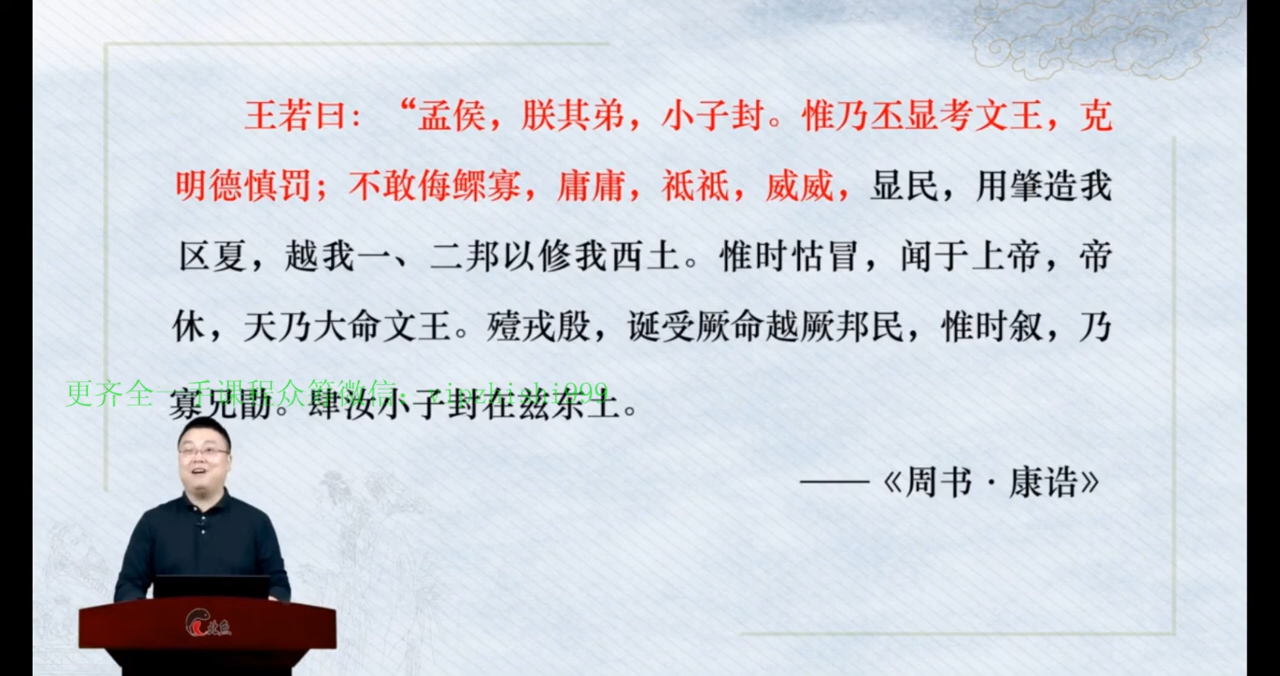 王若曰：“孟侯，朕其弟，小子封。惟乃丕显考文王，克
明德慎罚；不敢侮鳏寡，庸庸，祗祗，威威，显民，用肇造我
区夏，越我一、二邦以修我西土。惟时怙冒，闻于上帝，帝
休，天乃大命文王。殪戎殷，诞受厥命越厥邦民，惟时叙，乃
寡兄勖。肆汝小子封在兹东土。
——《周书·康诰》